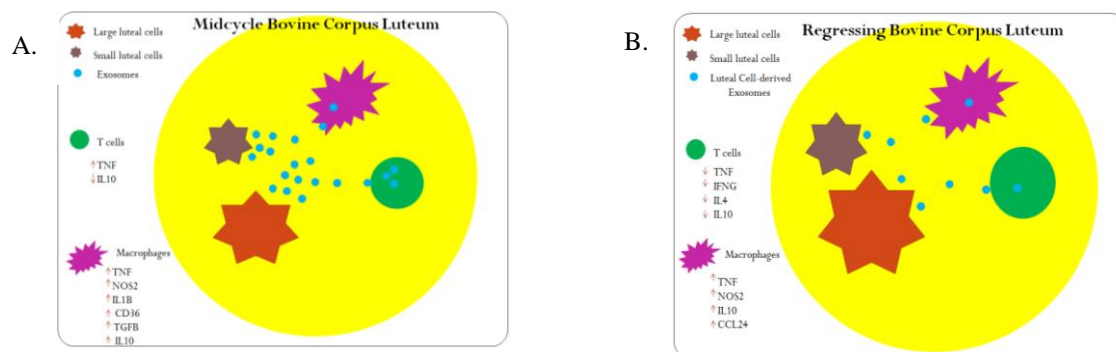 A.
Midcycle Bovine Corpus Luteum
Large luteal cells
Small luteal cells
Exosomes
T cells
↑TNF
↓IL10
Macrophages
↑TNF
↑NOS2
↑IL1B
↑ CD36
↑TGFB
↑ IL10
B.
Regressing Bovine Corpus Luteum
Large luteal cells
Small luteal cells
Luteal Cell-derived
Exosomes
T cells
↓ TNF
↓ IFNG
↓ IL4
↓ IL10
Macrophages
↑ TNF
↑ NOS2
↑ IL10
↑ CCL24